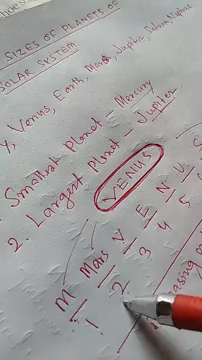 SIZES OF PLANETS OF
SOLAR SYSTEM
Venus, Earth, Mars, Jupiter, Saturn, Neptune
Smallest Planet - Mercury
2. Largest Planet - Jupiter
VENUS
M Mars V E N U S
1 2 3 4 5